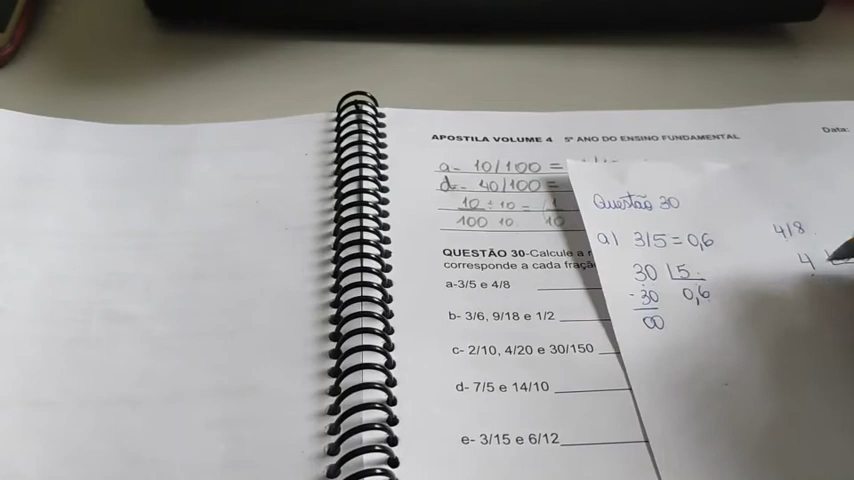 APOSTILA VOLUME 4 5º ANO DO ENSINO FUNDAMENTAL Data:
a- 10/100 =
d- 40/100 =
10 ÷ 10 = 1
100 10 10
QUESTÃO 30-Calcule a
corresponde a cada fraçã
a-3/5 e 4/8
b- 3/6, 9/18 e 1/2
c- 2/10, 4/20 e 30/150
d- 7/5 e 14/10
e- 3/15 e 6/12
Questão 30
a) 3/5 = 0,6
30 5
- 30 0,6
00
4/8
4